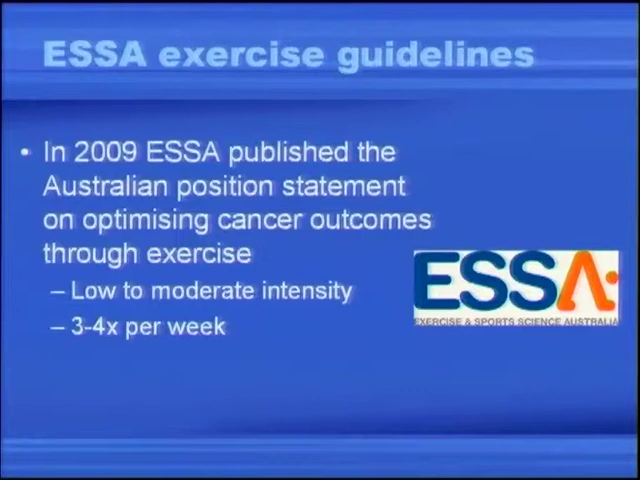 ESSA exercise guidelines
• In 2009 ESSA published the
Australian position statement
on optimising cancer outcomes
through exercise
– Low to moderate intensity
– 3-4x per week
ESSA
EXERCISE & SPORTS SCIENCE AUSTRALIA